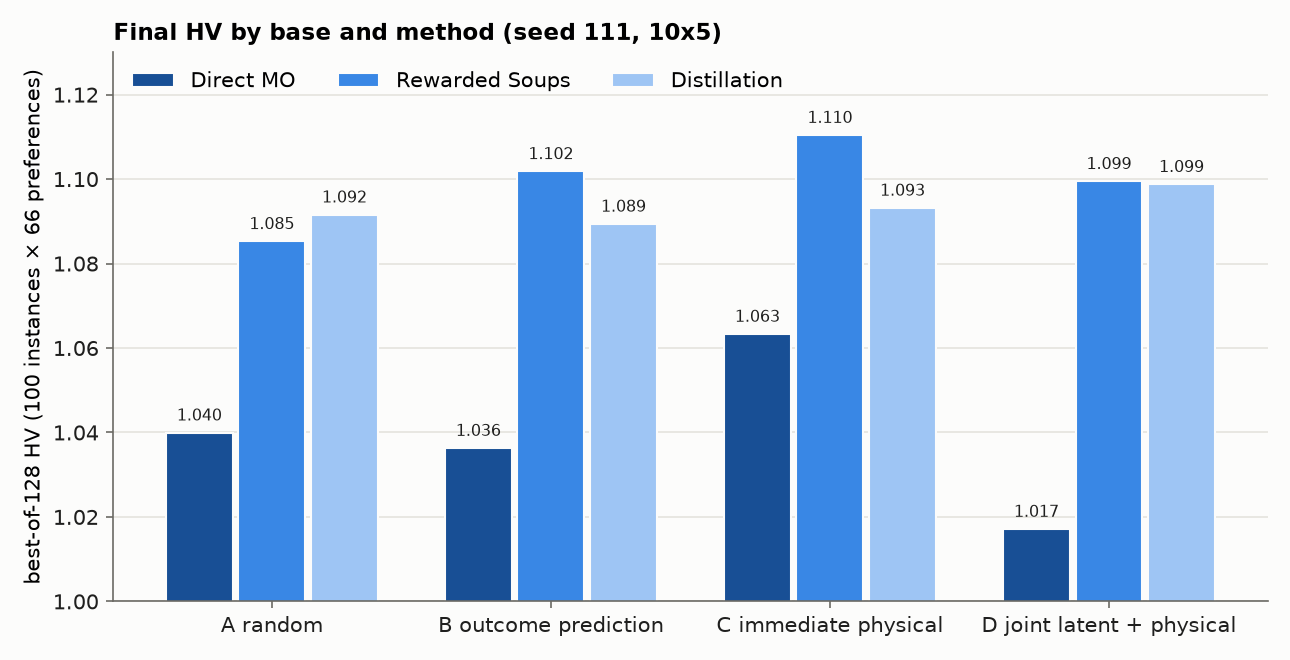 Final HV by base and method (seed 111, 10x5)
Direct MO Rewarded Soups Distillation
best-of-128 HV (100 instances × 66 preferences)
1.12
1.10
1.08
1.06
1.04
1.02
1.00
1.040
1.085
1.092
1.036
1.102
1.089
1.063
1.110
1.093
1.017
1.099
1.099
A random
B outcome prediction
C immediate physical
D joint latent + physical